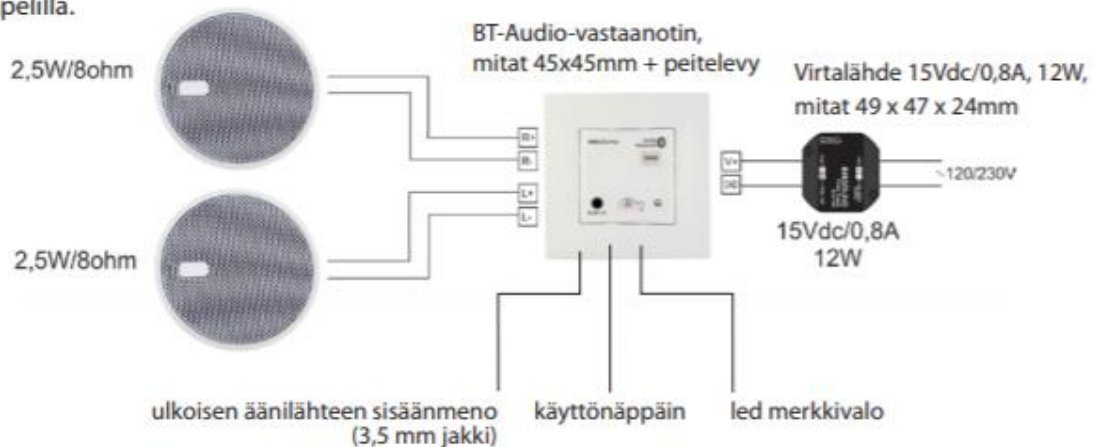 pelillä.
BT-Audio-vastaanotin,
mitat 45x45mm + peitelevy
2,5W/8ohm
Virtalähde 15Vdc/0,8A, 12W,
mitat 49 x 47 x 24mm
R+
R-
V+
~120/230V
L+
L-
15Vdc/0,8A
12W
2,5W/8ohm
ulkoisen äänilähteen sisäänmeno
(3,5 mm jakki)
käyttönäppäin
led merkkivalo